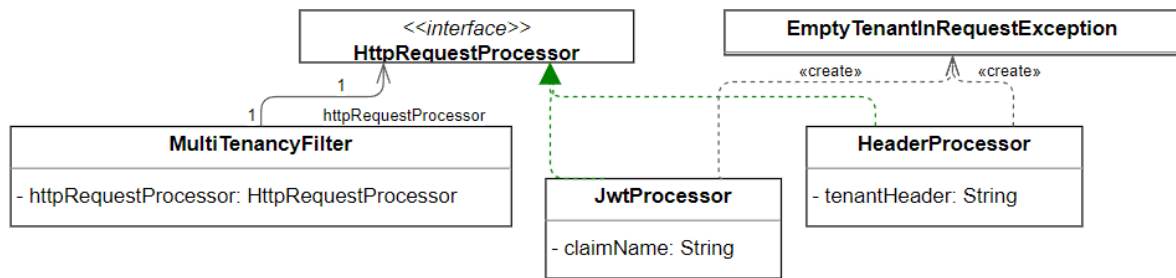 <<interface>>
HttpRequestProcessor
EmptyTenantInRequestException
«create»
«create»
1
1
httpRequestProcessor
MultiTenancyFilter
- httpRequestProcessor: HttpRequestProcessor
JwtProcessor
- claimName: String
HeaderProcessor
- tenantHeader: String